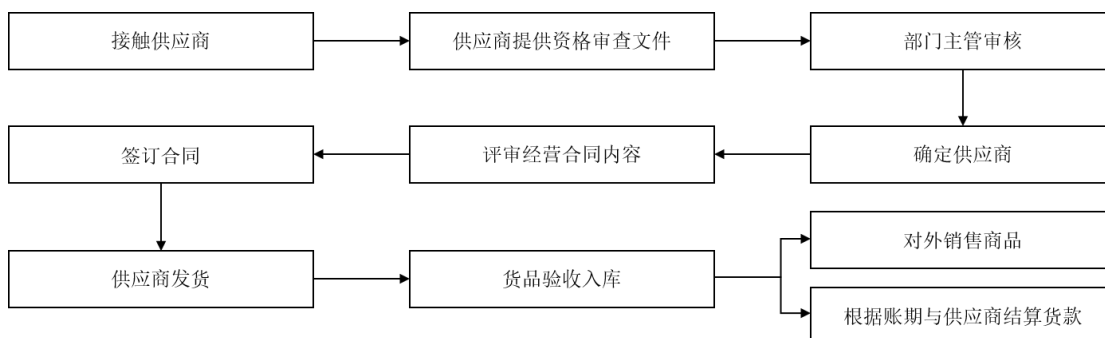 接触供应商
供应商提供资格审查文件
部门主管审核
确定供应商
评审经营合同内容
签订合同
供应商发货
货品验收入库
对外销售商品
根据账期与供应商结算货款